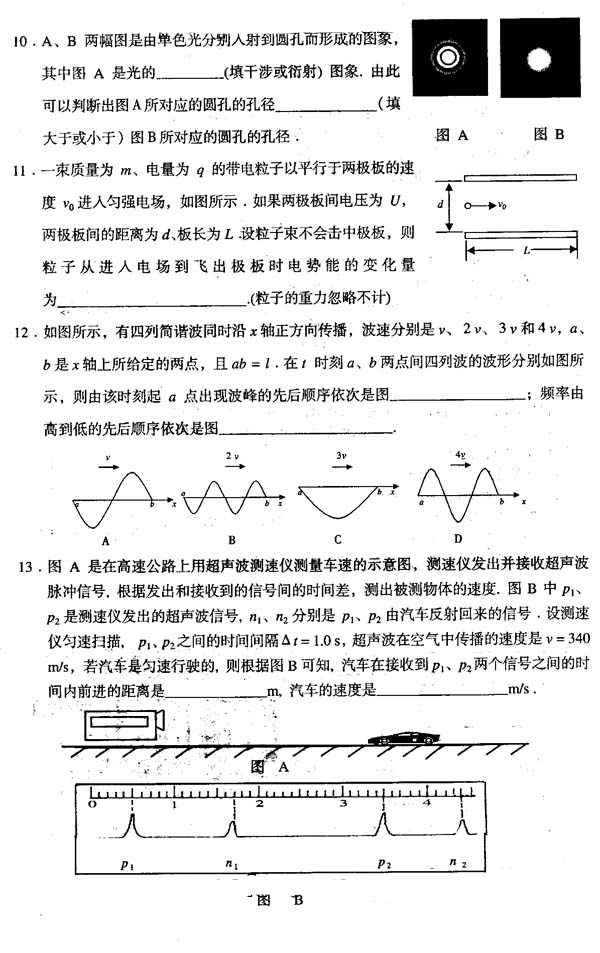 10．A、B 两幅图是由单色光分别入射到圆孔而形成的图象，
其中图 A 是光的________(填干涉或衍射) 图象. 由此
可以判断出图A所对应的圆孔的孔径____________(填
大于或小于) 图B所对应的圆孔的孔径．
图 A 图 B
11．一束质量为 m、电量为 q 的带电粒子以平行于两极板的速
度 v₀ 进入匀强电场，如图所示．如果两极板间电压为 U，
两极板间的距离为 d、板长为 L．设粒子束不会击中极板，则
粒子从进入电场到飞出极板时电势能的变化量
为______________________.(粒子的重力忽略不计)
d v₀
L
12．如图所示，有四列简谐波同时沿 x 轴正方向传播，波速分别是 v、 2 v、 3 v 和 4 v，a、
b 是 x 轴上所给定的两点，且 ab = l．在 t 时刻 a、b 两点间四列波的波形分别如图所
示，则由该时刻起 a 点出现波峰的先后顺序依次是图________________；频率由
高到低的先后顺序依次是图____________________.
v 2 v 3v 4v
a b x a b x a b x a b x
A B C D
13．图 A 是在高速公路上用超声波测速仪测量车速的示意图，测速仪发出并接收超声波
脉冲信号. 根据发出和接收到的信号间的时间差，测出被测物体的速度. 图 B 中 p₁、
p₂ 是测速仪发出的超声波信号, n₁、n₂ 分别是 p₁、p₂ 由汽车反射回来的信号．设测速
仪匀速扫描， p₁、p₂之间的时间间隔 Δ t = 1.0 s，超声波在空气中传播的速度是 v = 340
m/s，若汽车是匀速行驶的, 则根据图 B 可知, 汽车在接收到 p₁、p₂两个信号之间的时
间内前进的距离是____________m, 汽车的速度是________________m/s．
图 A
0 1 2 3 4
p₁ n₁ p₂ n₂
图 B